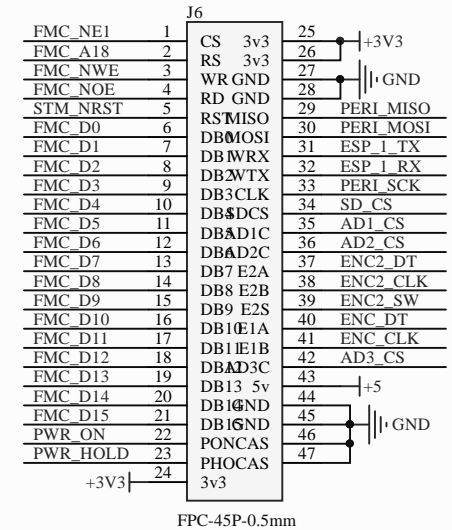 J6
FMC_NE1 1 CS 3v3 25
FMC_A18 2 RS 3v3 26 +3V3
FMC_NWE 3 WR GND 27
FMC_NOE 4 RD GND 28 GND
STM_NRST 5 RST MISO 29 PERI_MISO
FMC_D0 6 DB0 MOSI 30 PERI_MOSI
FMC_D1 7 DB1 WRX 31 ESP_1_TX
FMC_D2 8 DB2 WTX 32 ESP_1_RX
FMC_D3 9 DB3 CLK 33 PERI_SCK
FMC_D4 10 DB4 SDCS 34 SD_CS
FMC_D5 11 DB5 AD1C 35 AD1_CS
FMC_D6 12 DB6 AD2C 36 AD2_CS
FMC_D7 13 DB7 E2A 37 ENC2_DT
FMC_D8 14 DB8 E2B 38 ENC2_CLK
FMC_D9 15 DB9 E2S 39 ENC2_SW
FMC_D10 16 DB10 E1A 40 ENC_DT
FMC_D11 17 DB11 E1B 41 ENC_CLK
FMC_D12 18 DB12 AD3C 42 AD3_CS
FMC_D13 19 DB13 5v 43 +5
FMC_D14 20 DB14 GND 44
FMC_D15 21 DB15 GND 45 GND
PWR_ON 22 PON CAS 46
PWR_HOLD 23 PHO CAS 47
+3V3 24 3v3
FPC-45P-0.5mm